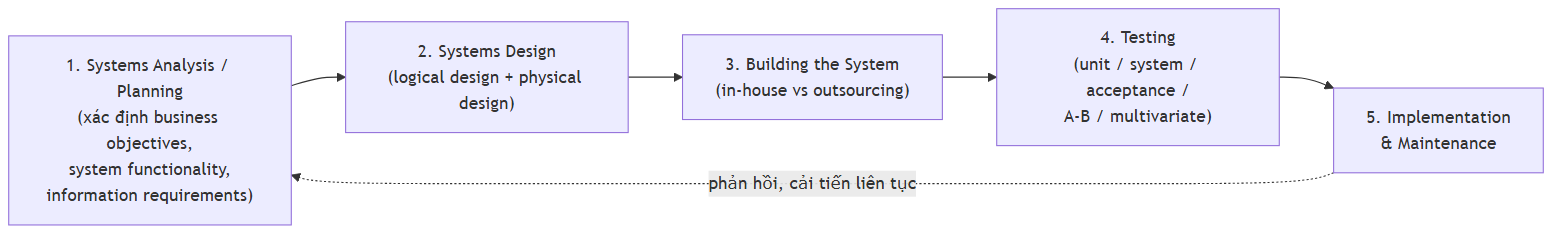 1. Systems Analysis /
Planning
(xác định business
objectives,
system functionality,
information requirements)
2. Systems Design
(logical design + physical
design)
3. Building the System
(in-house vs outsourcing)
4. Testing
(unit / system /
acceptance /
A-B / multivariate)
5. Implementation
& Maintenance
phản hồi, cải tiến liên tục